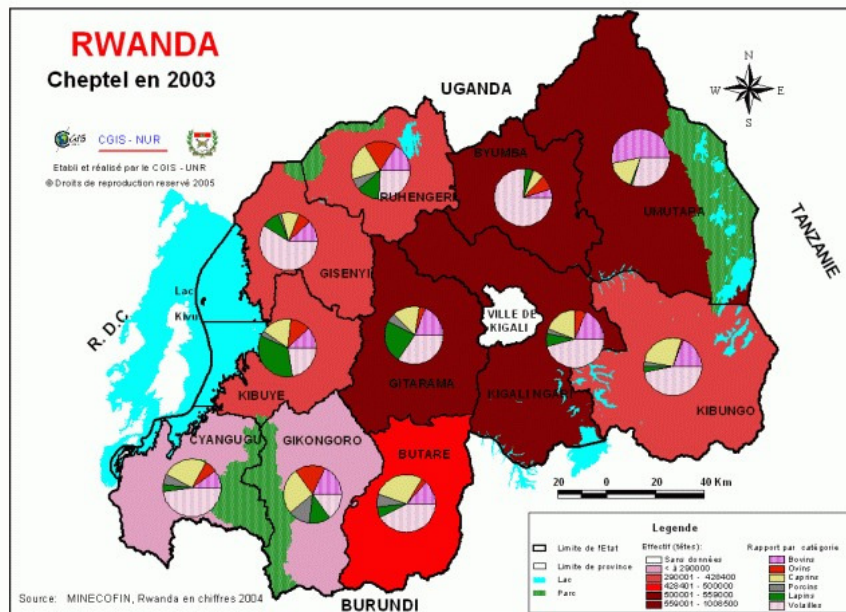 RWANDA
Cheptel en 2003
CGIS - NUR
Etabli et réalisé par le CGIS - UNR
© Droits de reproduction reservé 2005
UGANDA
N
W E
S
BYUMBA
RUHENGERI
UMUTARA
TANZANIE
GISENYI
Lac
Kivu
R. D.C.
VILLE DE
KIGALI
GITARAMA
KIGALI NGARI
KIBUYE
KIBUNGO
CYANGUGU
GIKONGORO
BUTARE
20 0 20 40 Km
BURUNDI
Source: MINECOFIN, Rwanda en chiffres 2004
Legende
Limite de l'Etat
Limite de province
Lac
Parc
Effectif (têtes):
Sans données
< à 290000
290001 - 428400
428401 - 500000
500001 - 559000
559001 - 1008500
Rapport par catégorie
Bovins
Ovins
Caprins
Porcins
Lapins
Volailles